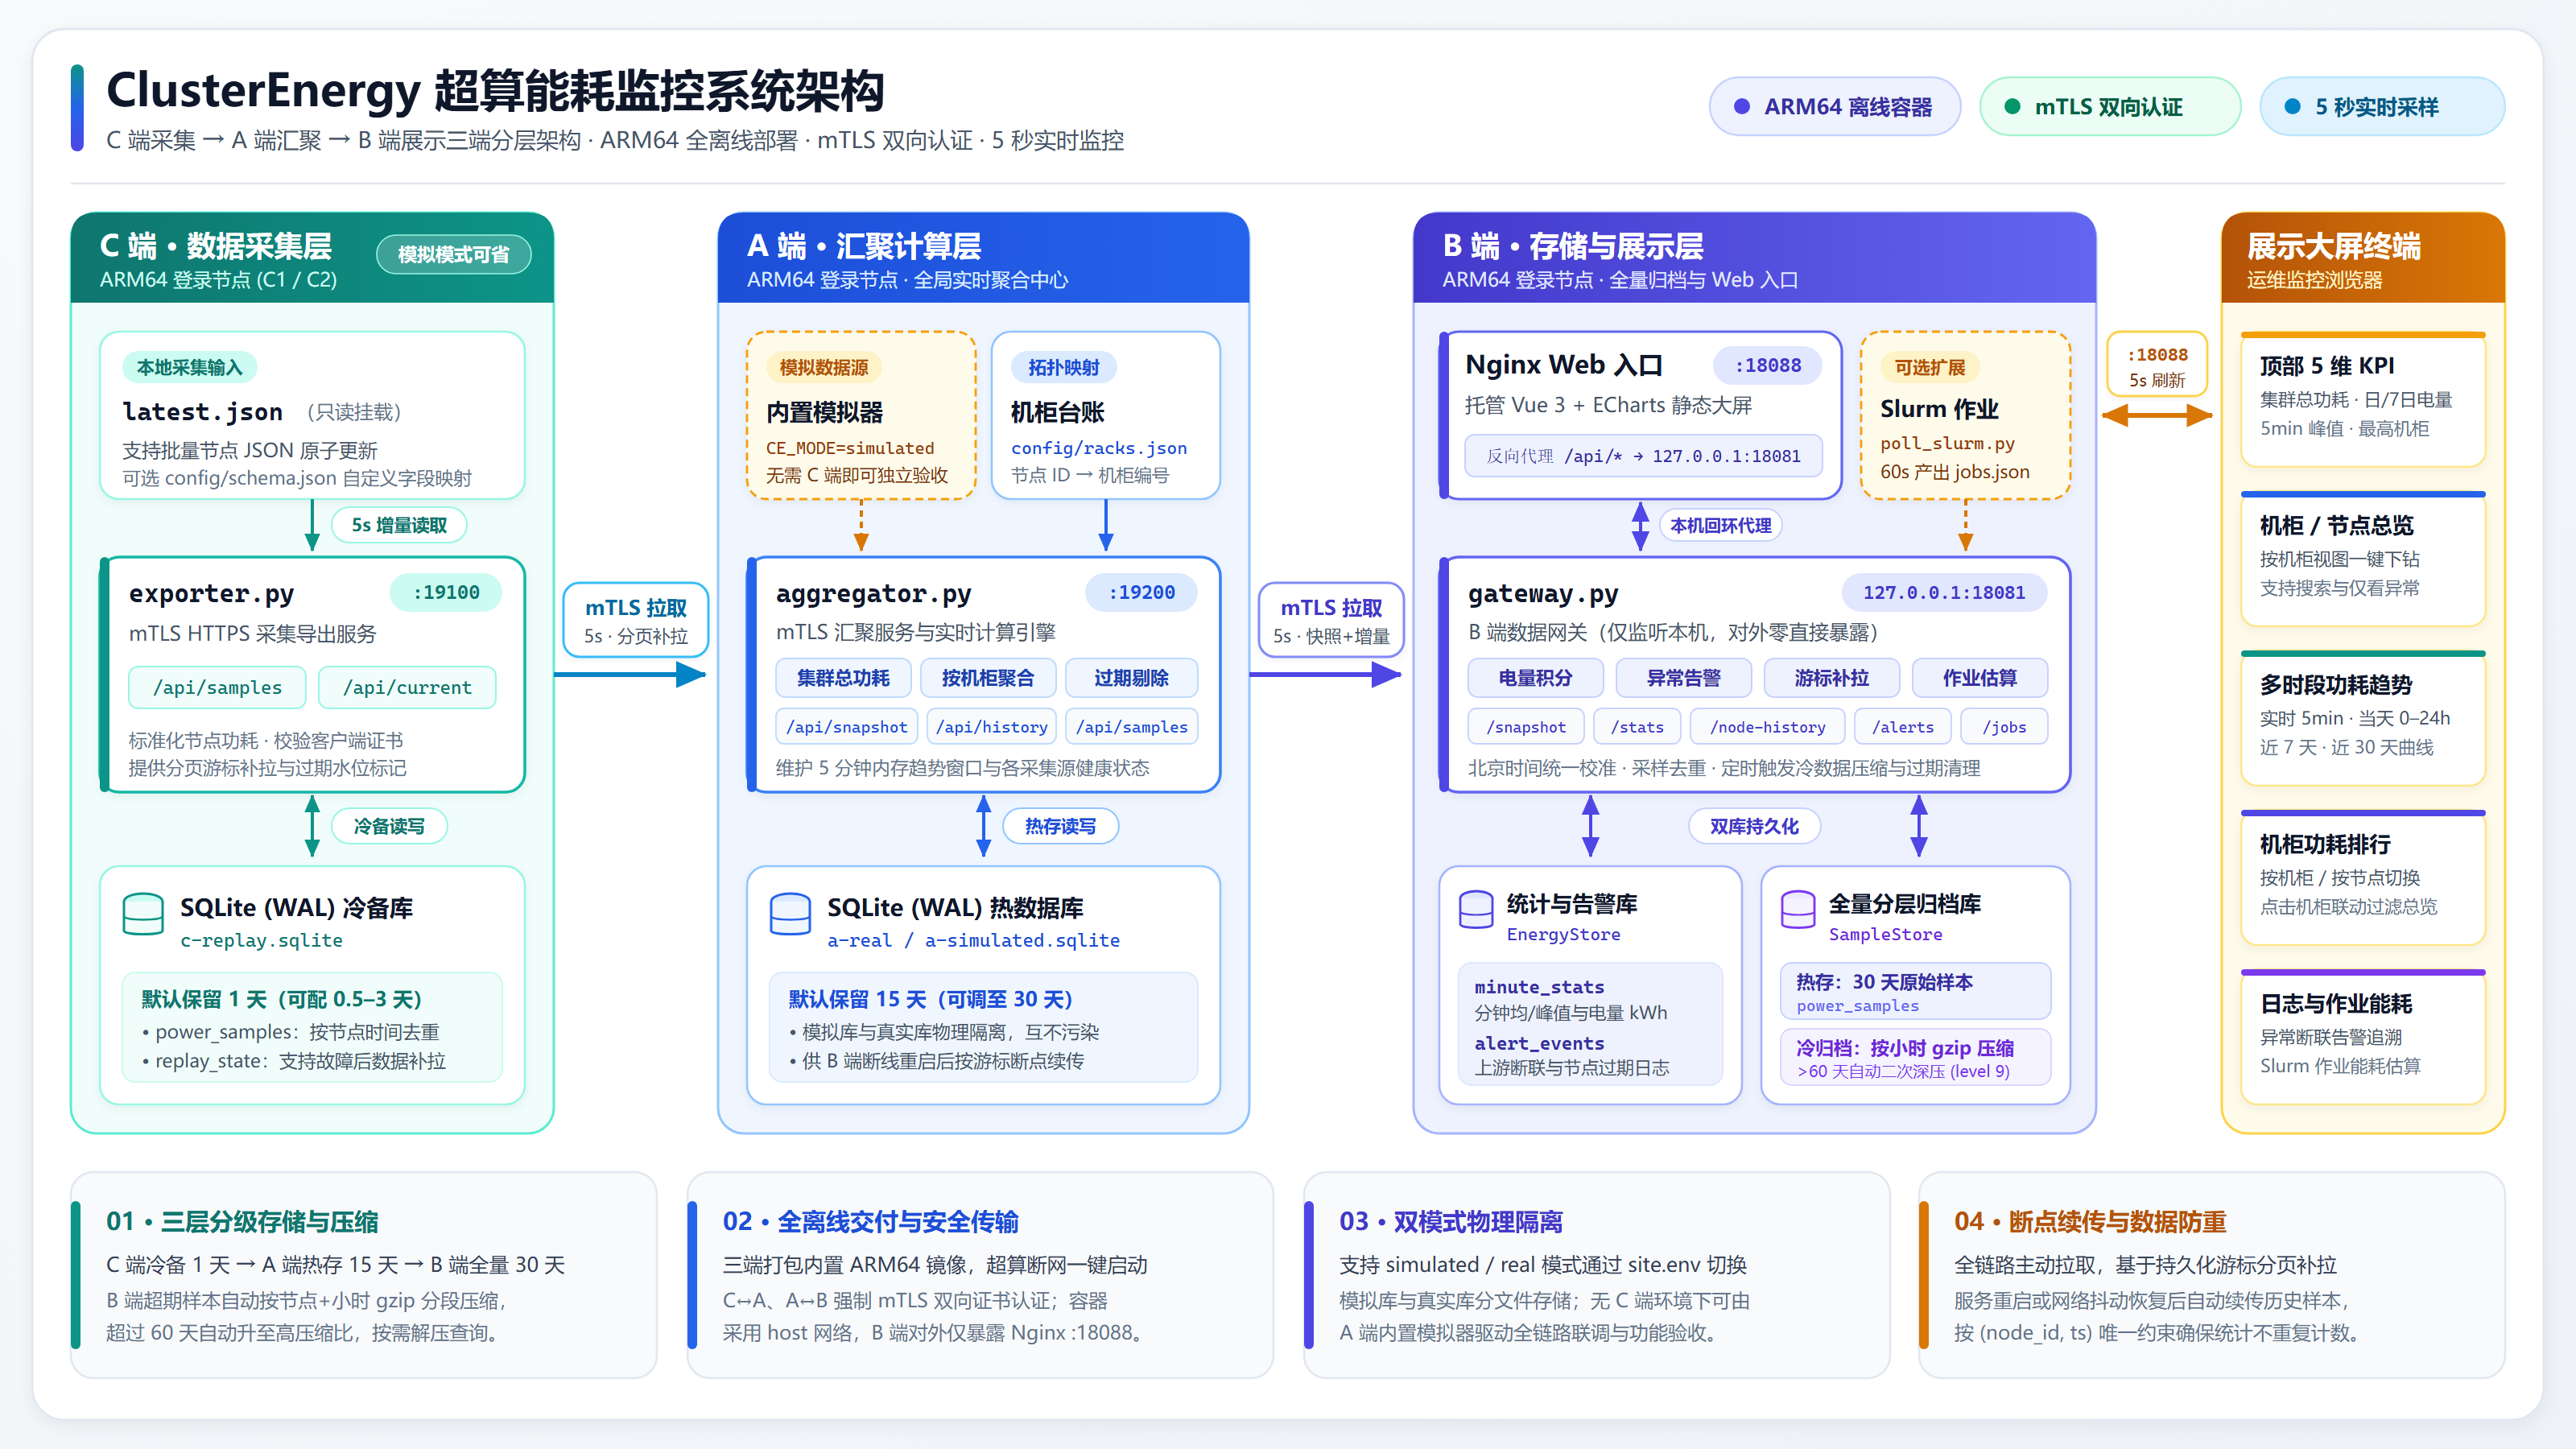 ClusterEnergy 超算能耗监控系统架构
C 端采集 → A 端汇聚 → B 端展示三端分层架构 · ARM64 全离线部署 · mTLS 双向认证 · 5 秒实时监控
ARM64 离线容器
mTLS 双向认证
5 秒实时采样
C 端 • 数据采集层
ARM64 登录节点 (C1 / C2)
模拟模式可省
本地采集输入
latest.json （只读挂载）
支持批量节点 JSON 原子更新
可选 config/schema.json 自定义字段映射
5s 增量读取
exporter.py
:19100
mTLS HTTPS 采集导出服务
/api/samples
/api/current
标准化节点功耗 · 校验客户端证书
提供分页游标补拉与过期水位标记
冷备读写
SQLite (WAL) 冷备库
c-replay.sqlite
默认保留 1 天（可配 0.5–3 天）
• power_samples：按节点时间去重
• replay_state：支持故障后数据补拉
mTLS 拉取
5s · 分页补拉
A 端 • 汇聚计算层
ARM64 登录节点 · 全局实时聚合中心
模拟数据源
内置模拟器
CE_MODE=simulated
无需 C 端即可独立验收
拓扑映射
机柜台账
config/racks.json
节点 ID → 机柜编号
aggregator.py
:19200
mTLS 汇聚服务与实时计算引擎
集群总功耗
按机柜聚合
过期剔除
/api/snapshot
/api/history
/api/samples
维护 5 分钟内存趋势窗口与各采集源健康状态
热存读写
SQLite (WAL) 热数据库
a-real / a-simulated.sqlite
默认保留 15 天（可调至 30 天）
• 模拟库与真实库物理隔离，互不污染
• 供 B 端断线重启后按游标断点续传
mTLS 拉取
5s · 快照+增量
B 端 • 存储与展示层
ARM64 登录节点 · 全量归档与 Web 入口
Nginx Web 入口
:18088
托管 Vue 3 + ECharts 静态大屏
反向代理 /api/* → 127.0.0.1:18081
可选扩展
Slurm 作业
poll_slurm.py
60s 产出 jobs.json
本机回环代理
gateway.py
127.0.0.1:18081
B 端数据网关（仅监听本机，对外零直接暴露）
电量积分
异常告警
游标补拉
作业估算
/snapshot
/stats
/node-history
/alerts
/jobs
北京时间统一校准 · 采样去重 · 定时触发冷数据压缩与过期清理
双库持久化
统计与告警库
EnergyStore
minute_stats
分钟均/峰值与电量 kWh
alert_events
上游断联与节点过期日志
全量分层归档库
SampleStore
热存：30 天原始样本
power_samples
冷归档：按小时 gzip 压缩
>60 天自动二次深压 (level 9)
:18088
5s 刷新
展示大屏终端
运维监控浏览器
顶部 5 维 KPI
集群总功耗 · 日/7日电量
5min 峰值 · 最高机柜
机柜 / 节点总览
按机柜视图一键下钻
支持搜索与仅看异常
多时段功耗趋势
实时 5min · 当天 0–24h
近 7 天 · 近 30 天曲线
机柜功耗排行
按机柜 / 按节点切换
点击机柜联动过滤总览
日志与作业能耗
异常断联告警追溯
Slurm 作业能耗估算
01 • 三层分级存储与压缩
C 端冷备 1 天 → A 端热存 15 天 → B 端全量 30 天
B 端超期样本自动按节点+小时 gzip 分段压缩，
超过 60 天自动升至高压缩比，按需解压查询。
02 • 全离线交付与安全传输
三端打包内置 ARM64 镜像，超算断网一键启动
C↔A、A↔B 强制 mTLS 双向证书认证；容器
采用 host 网络，B 端对外仅暴露 Nginx :18088。
03 • 双模式物理隔离
支持 simulated / real 模式通过 site.env 切换
模拟库与真实库分文件存储；无 C 端环境下可由
A 端内置模拟器驱动全链路联调与功能验收。
04 • 断点续传与数据防重
全链路主动拉取，基于持久化游标分页补拉
服务重启或网络抖动恢复后自动续传历史样本，
按 (node_id, ts) 唯一约束确保统计不重复计数。